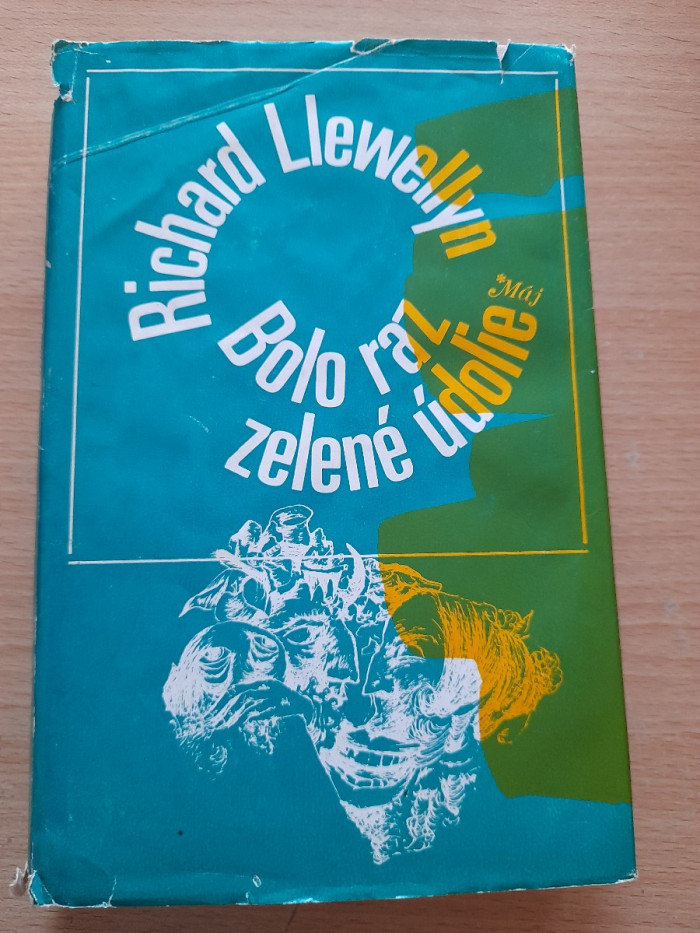 Richard Llewellyn
Bolo raz
zelené údolie
*Máj